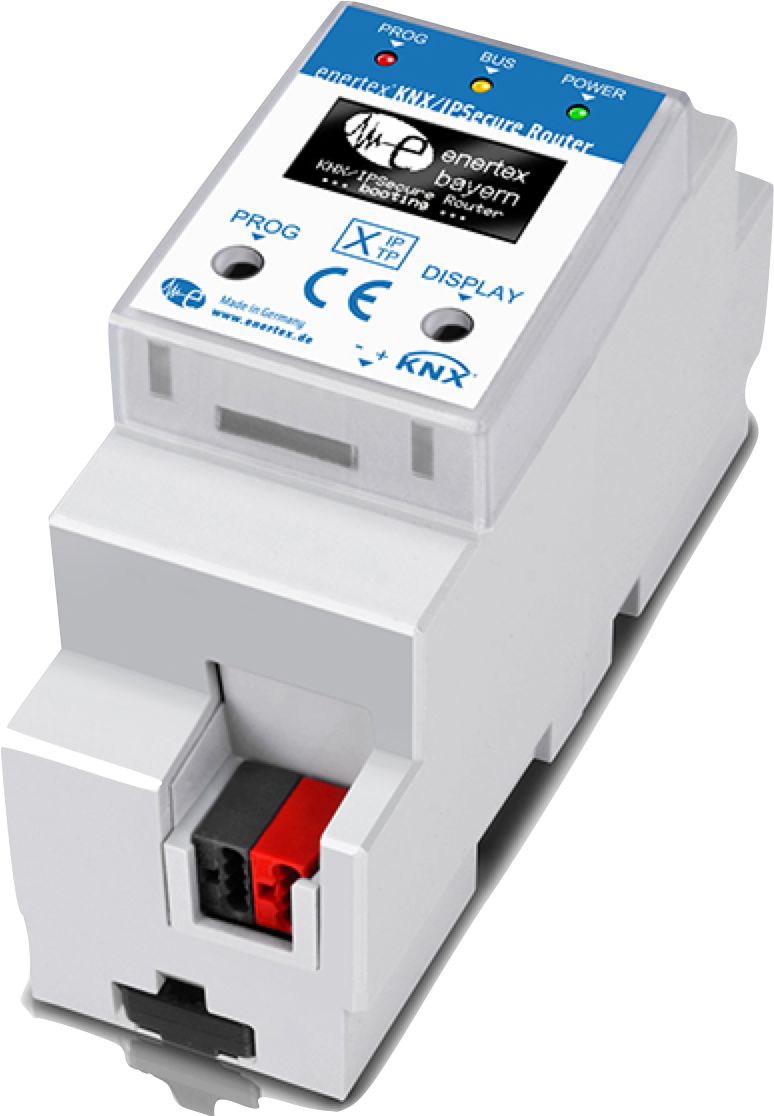 PROG
BUS
POWER
enertex® KNX/IPSecure Router
e enertex
bayern
KNX/IPSecure Router
... booting ...
PROG
X IP
TP
DISPLAY
CE
e
Made in Germany
www.enertex.de
- +
KNX®